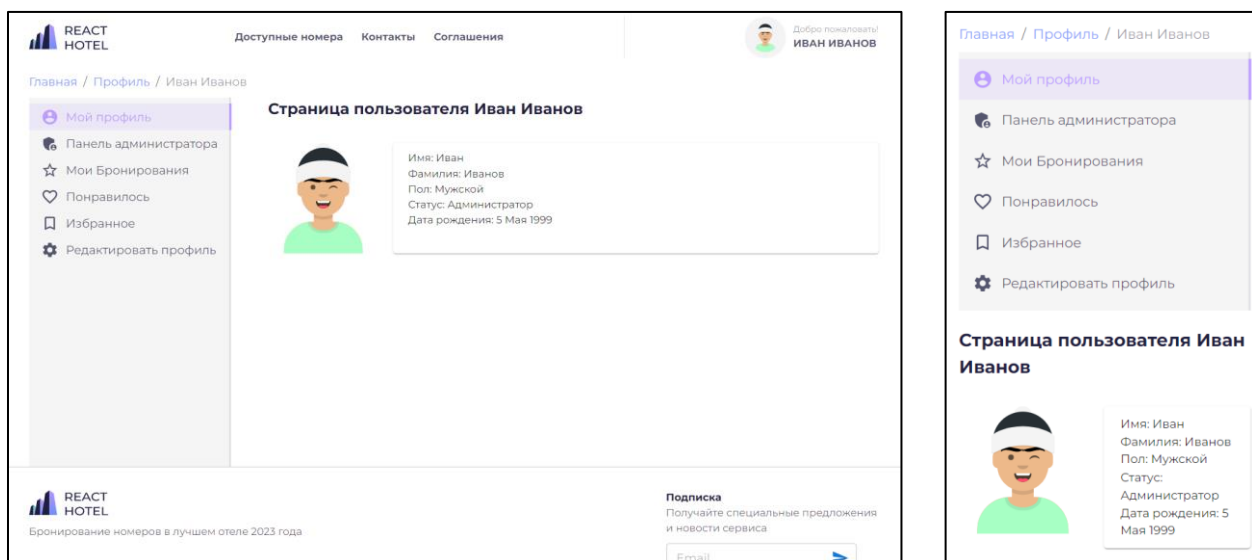 REACT
HOTEL
Доступные номера Контакты Соглашения
Добро пожаловать!
ИВАН ИВАНОВ
Главная / Профиль / Иван Иванов
Мой профиль
Панель администратора
Мои Бронирования
Понравилось
Избранное
Редактировать профиль
Страница пользователя Иван Иванов
Имя: Иван
Фамилия: Иванов
Пол: Мужской
Статус: Администратор
Дата рождения: 5 Мая 1999
REACT
HOTEL
Бронирование номеров в лучшем отеле 2023 года
Подписка
Получайте специальные предложения
и новости сервиса
Email
Главная / Профиль / Иван Иванов
Мой профиль
Панель администратора
Мои Бронирования
Понравилось
Избранное
Редактировать профиль
Страница пользователя Иван
Иванов
Имя: Иван
Фамилия: Иванов
Пол: Мужской
Статус:
Администратор
Дата рождения: 5
Мая 1999